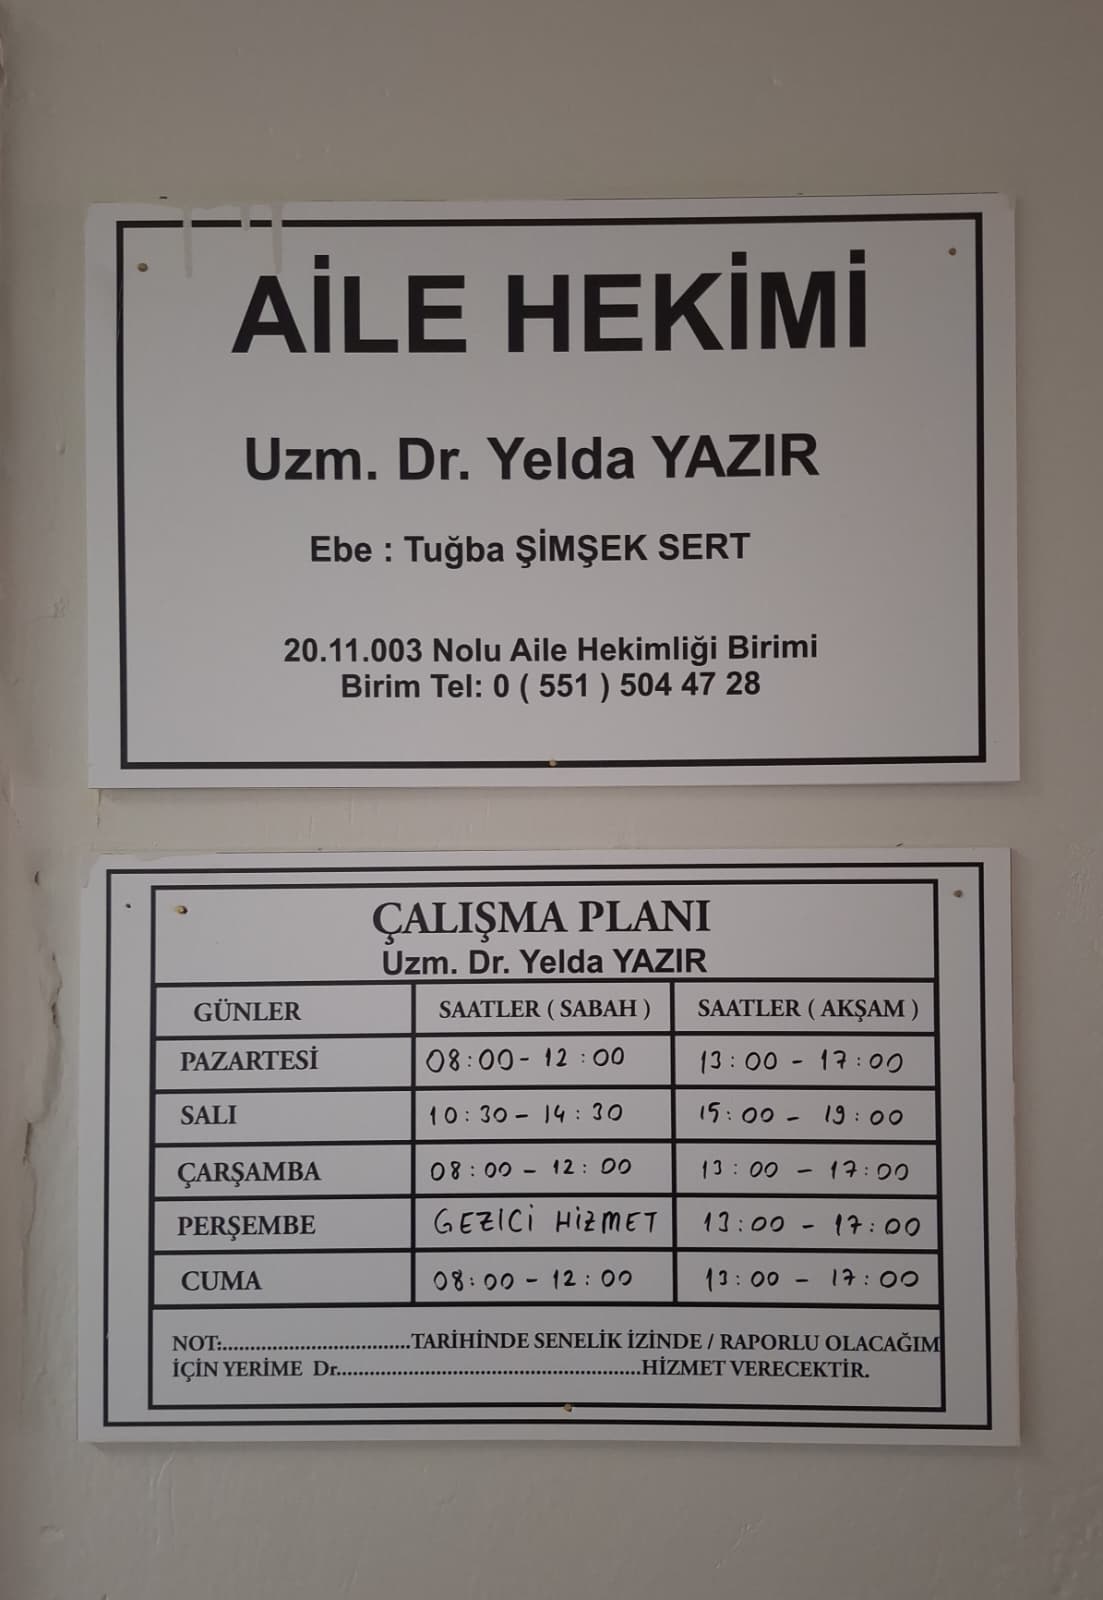 AİLE HEKİMİ
Uzm. Dr. Yelda YAZIR
Ebe : Tuğba ŞİMŞEK SERT
20.11.003 Nolu Aile Hekimliği Birimi
Birim Tel: 0 ( 551 ) 504 47 28
ÇALIŞMA PLANI
Uzm. Dr. Yelda YAZIR
GÜNLER SAATLER ( SABAH ) SAATLER ( AKŞAM )
PAZARTESİ 08:00 - 12:00 13:00 - 17:00
SALI 10:30 - 14:30 15:00 - 19:00
ÇARŞAMBA 08:00 - 12:00 13:00 - 17:00
PERŞEMBE GEZİCİ HİZMET 13:00 - 17:00
CUMA 08:00 - 12:00 13:00 - 17:00
NOT:..................................TARİHİNDE SENELİK İZİNDE / RAPORLU OLACAĞIM
İÇİN YERİME Dr.......................................................HİZMET VERECEKTİR.